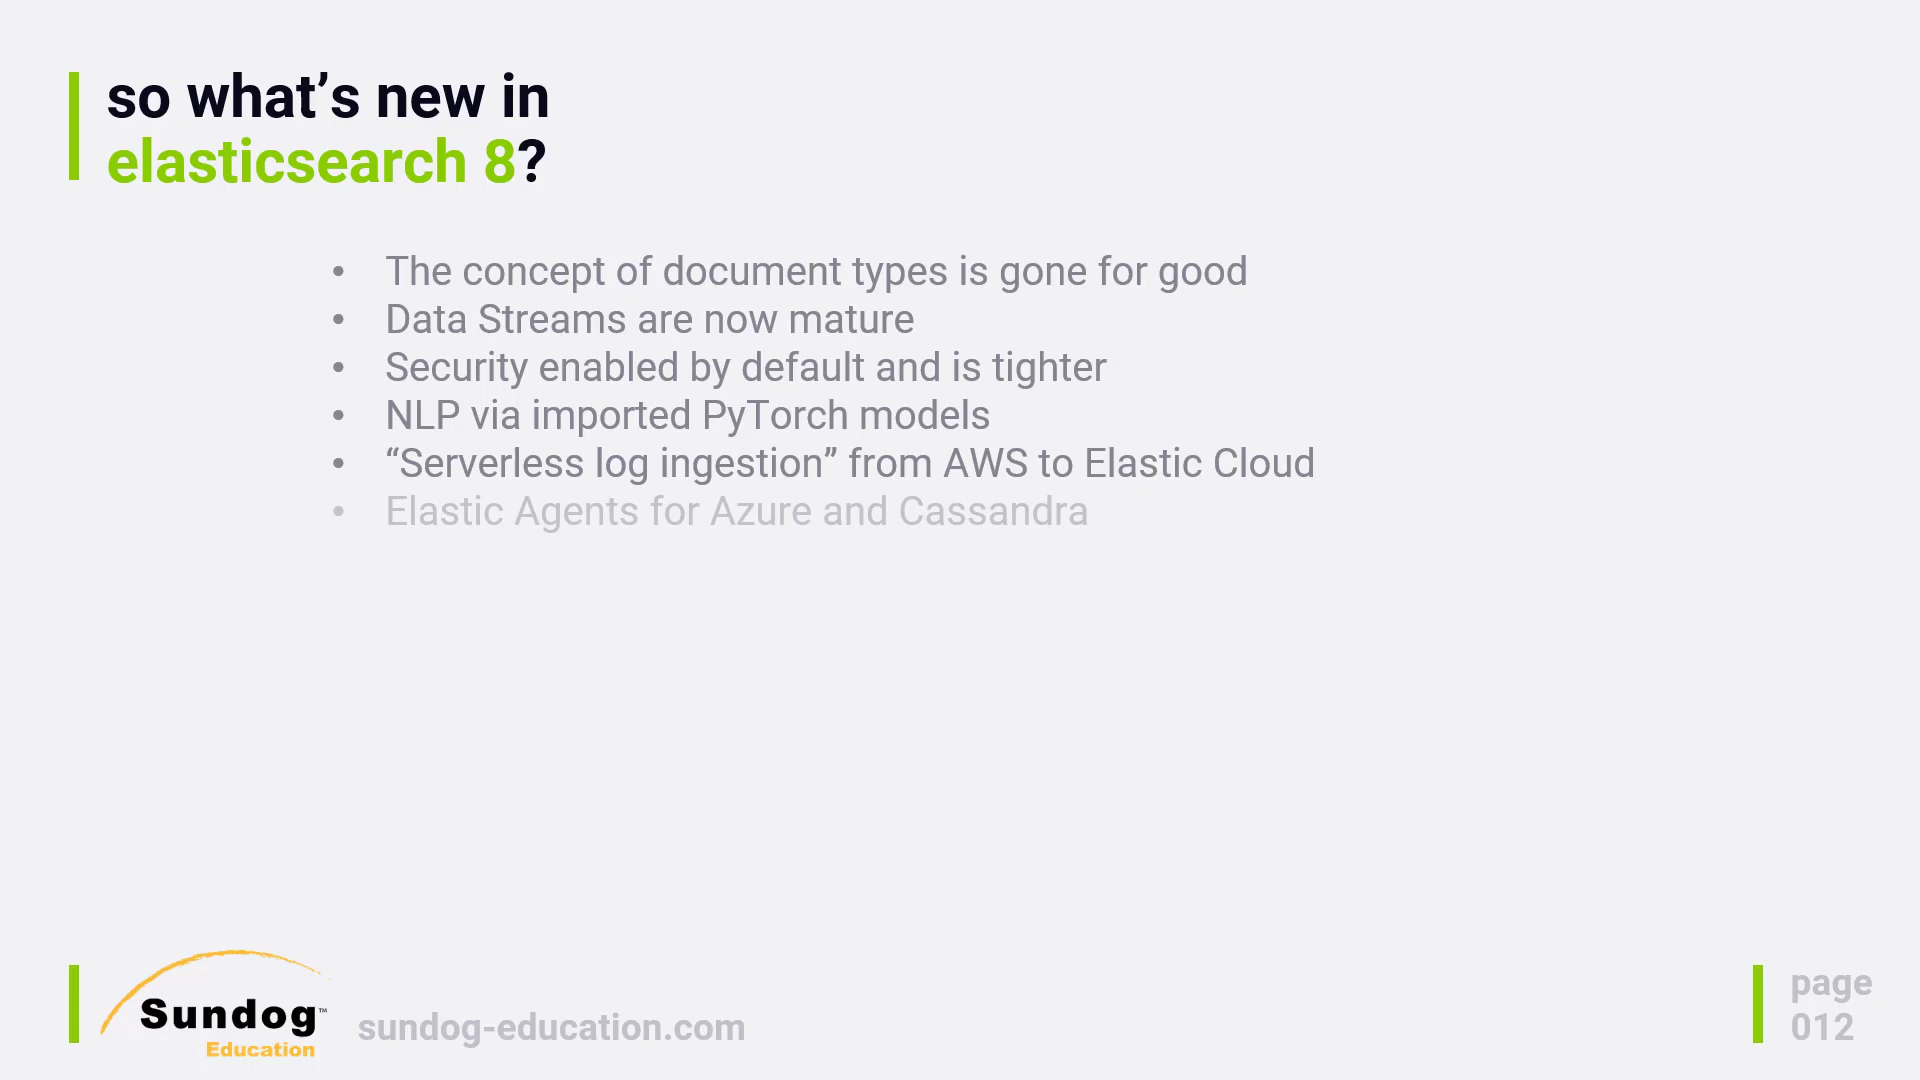 so what’s new in
elasticsearch 8?
• The concept of document types is gone for good
• Data Streams are now mature
• Security enabled by default and is tighter
• NLP via imported PyTorch models
• “Serverless log ingestion” from AWS to Elastic Cloud
• Elastic Agents for Azure and Cassandra
Sundog™
Education
sundog-education.com
page
012